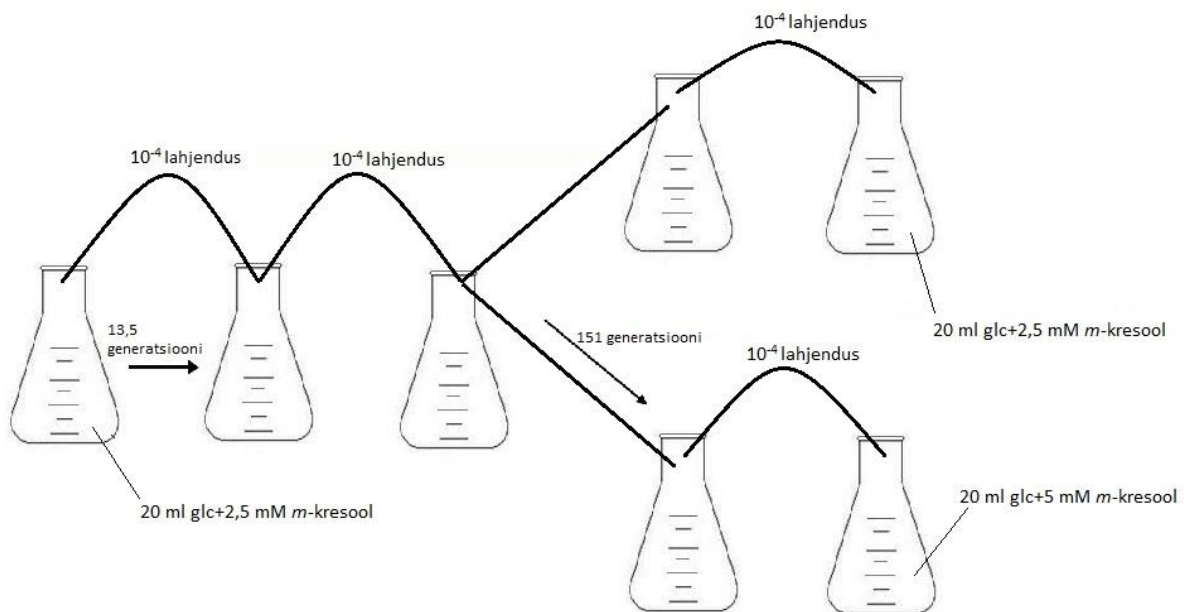 10-4 lahjendus
10-4 lahjendus
10-4 lahjendus
13,5
generatsiooni
20 ml glc+2,5 mM m-kresool
20 ml glc+2,5 mM m-kresool
151 generatsiooni
10-4 lahjendus
20 ml glc+5 mM m-kresool